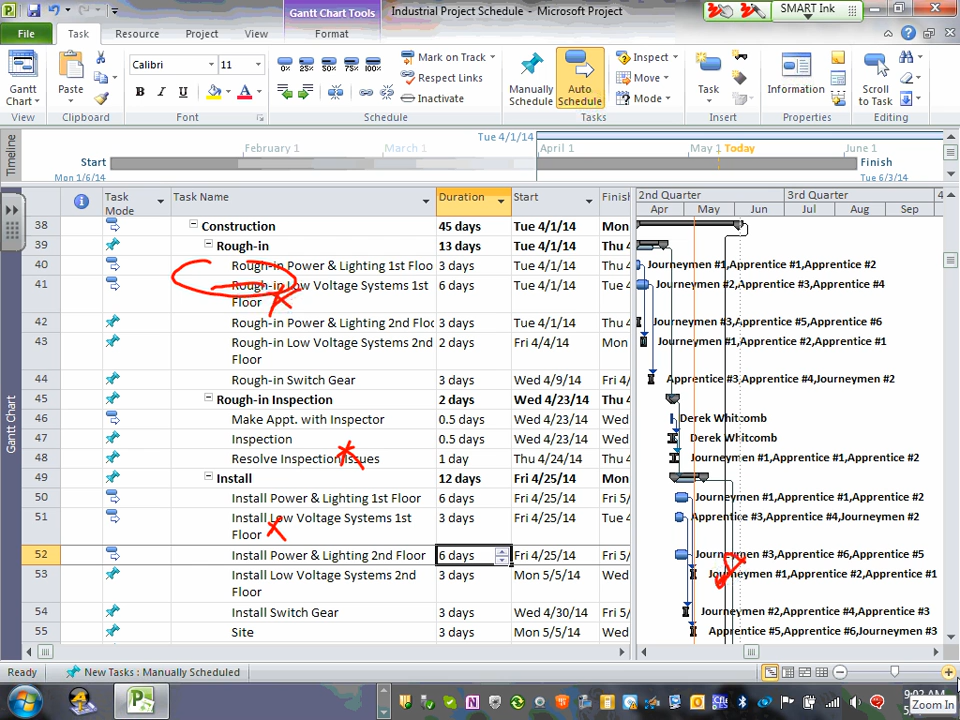 Gantt Chart Tools
Industrial Project Schedule - Microsoft Project
SMART Ink
File Task Resource Project View Format
Gantt Chart
View
Paste
Clipboard
Calibri 11
B I U A
Font
0% 25% 50% 75% 100%
Mark on Track
Respect Links
Inactivate
Schedule
Manually Schedule
Auto Schedule
Inspect
Move
Mode
Tasks
Task
Insert
Information
Properties
Scroll to Task
Editing
Timeline
Tue 4/1/14
February 1 March 1 April 1 May 1 Today June 1
Start
Mon 1/6/14
Finish
Tue 6/3/14
Gantt Chart
Task Mode Task Name Duration Start Finish
2nd Quarter 3rd Quarter 4
Apr May Jun Jul Aug Sep
38 Construction 45 days Tue 4/1/14 Mon
39 Rough-in 13 days Tue 4/1/14 Thu 4
40 Rough-in Power & Lighting 1st Floo 3 days Tue 4/1/14 Thu 4 Journeymen #1,Apprentice #1,Apprentice #2
41 Rough-in Low Voltage Systems 1st Floor 6 days Tue 4/1/14 Tue 4 Journeymen #2,Apprentice #3,Apprentice #4
42 Rough-in Power & Lighting 2nd Floo 3 days Tue 4/1/14 Thu 4 Journeymen #3,Apprentice #5,Apprentice #6
43 Rough-in Low Voltage Systems 2nd Floor 2 days Fri 4/4/14 Mon Journeymen #1,Apprentice #2,Apprentice #1
44 Rough-in Switch Gear 3 days Wed 4/9/14 Fri 4/ Apprentice #3,Apprentice #4,Journeymen #2
45 Rough-in Inspection 2 days Wed 4/23/14 Thu 4
46 Make Appt. with Inspector 0.5 days Wed 4/23/14 Wed Derek Whitcomb
47 Inspection 0.5 days Wed 4/23/14 Wed Derek Whitcomb
48 Resolve Inspection Issues 1 day Thu 4/24/14 Thu 4 Journeymen #1,Apprentice #1,Apprentice #2
49 Install 12 days Fri 4/25/14 Mon
50 Install Power & Lighting 1st Floor 6 days Fri 4/25/14 Fri 5/ Journeymen #1,Apprentice #1,Apprentice #2
51 Install Low Voltage Systems 1st Floor 3 days Fri 4/25/14 Tue 4 Apprentice #3,Apprentice #4,Journeymen #2
52 Install Power & Lighting 2nd Floor 6 days Fri 4/25/14 Fri 5/ Journeymen #3,Apprentice #6,Apprentice #5
53 Install Low Voltage Systems 2nd Floor 3 days Mon 5/5/14 Wed Journeymen #1,Apprentice #2,Apprentice #1
54 Install Switch Gear 3 days Wed 4/30/14 Fri 5/ Journeymen #2,Apprentice #4,Apprentice #3
55 Site 3 days Mon 5/5/14 Wed Apprentice #5,Apprentice #6,Journeymen #3
Ready New Tasks : Manually Scheduled
Zoom In